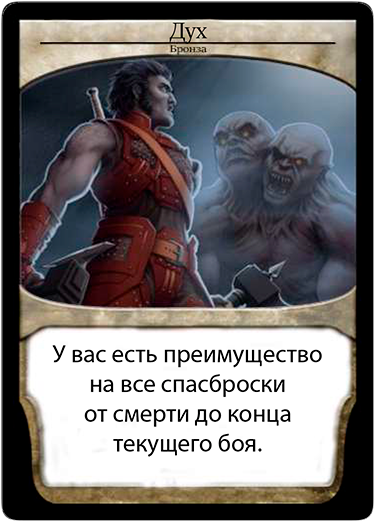 Дух
Бронза
У вас есть преимущество
на все спасброски
от смерти до конца
текущего боя.